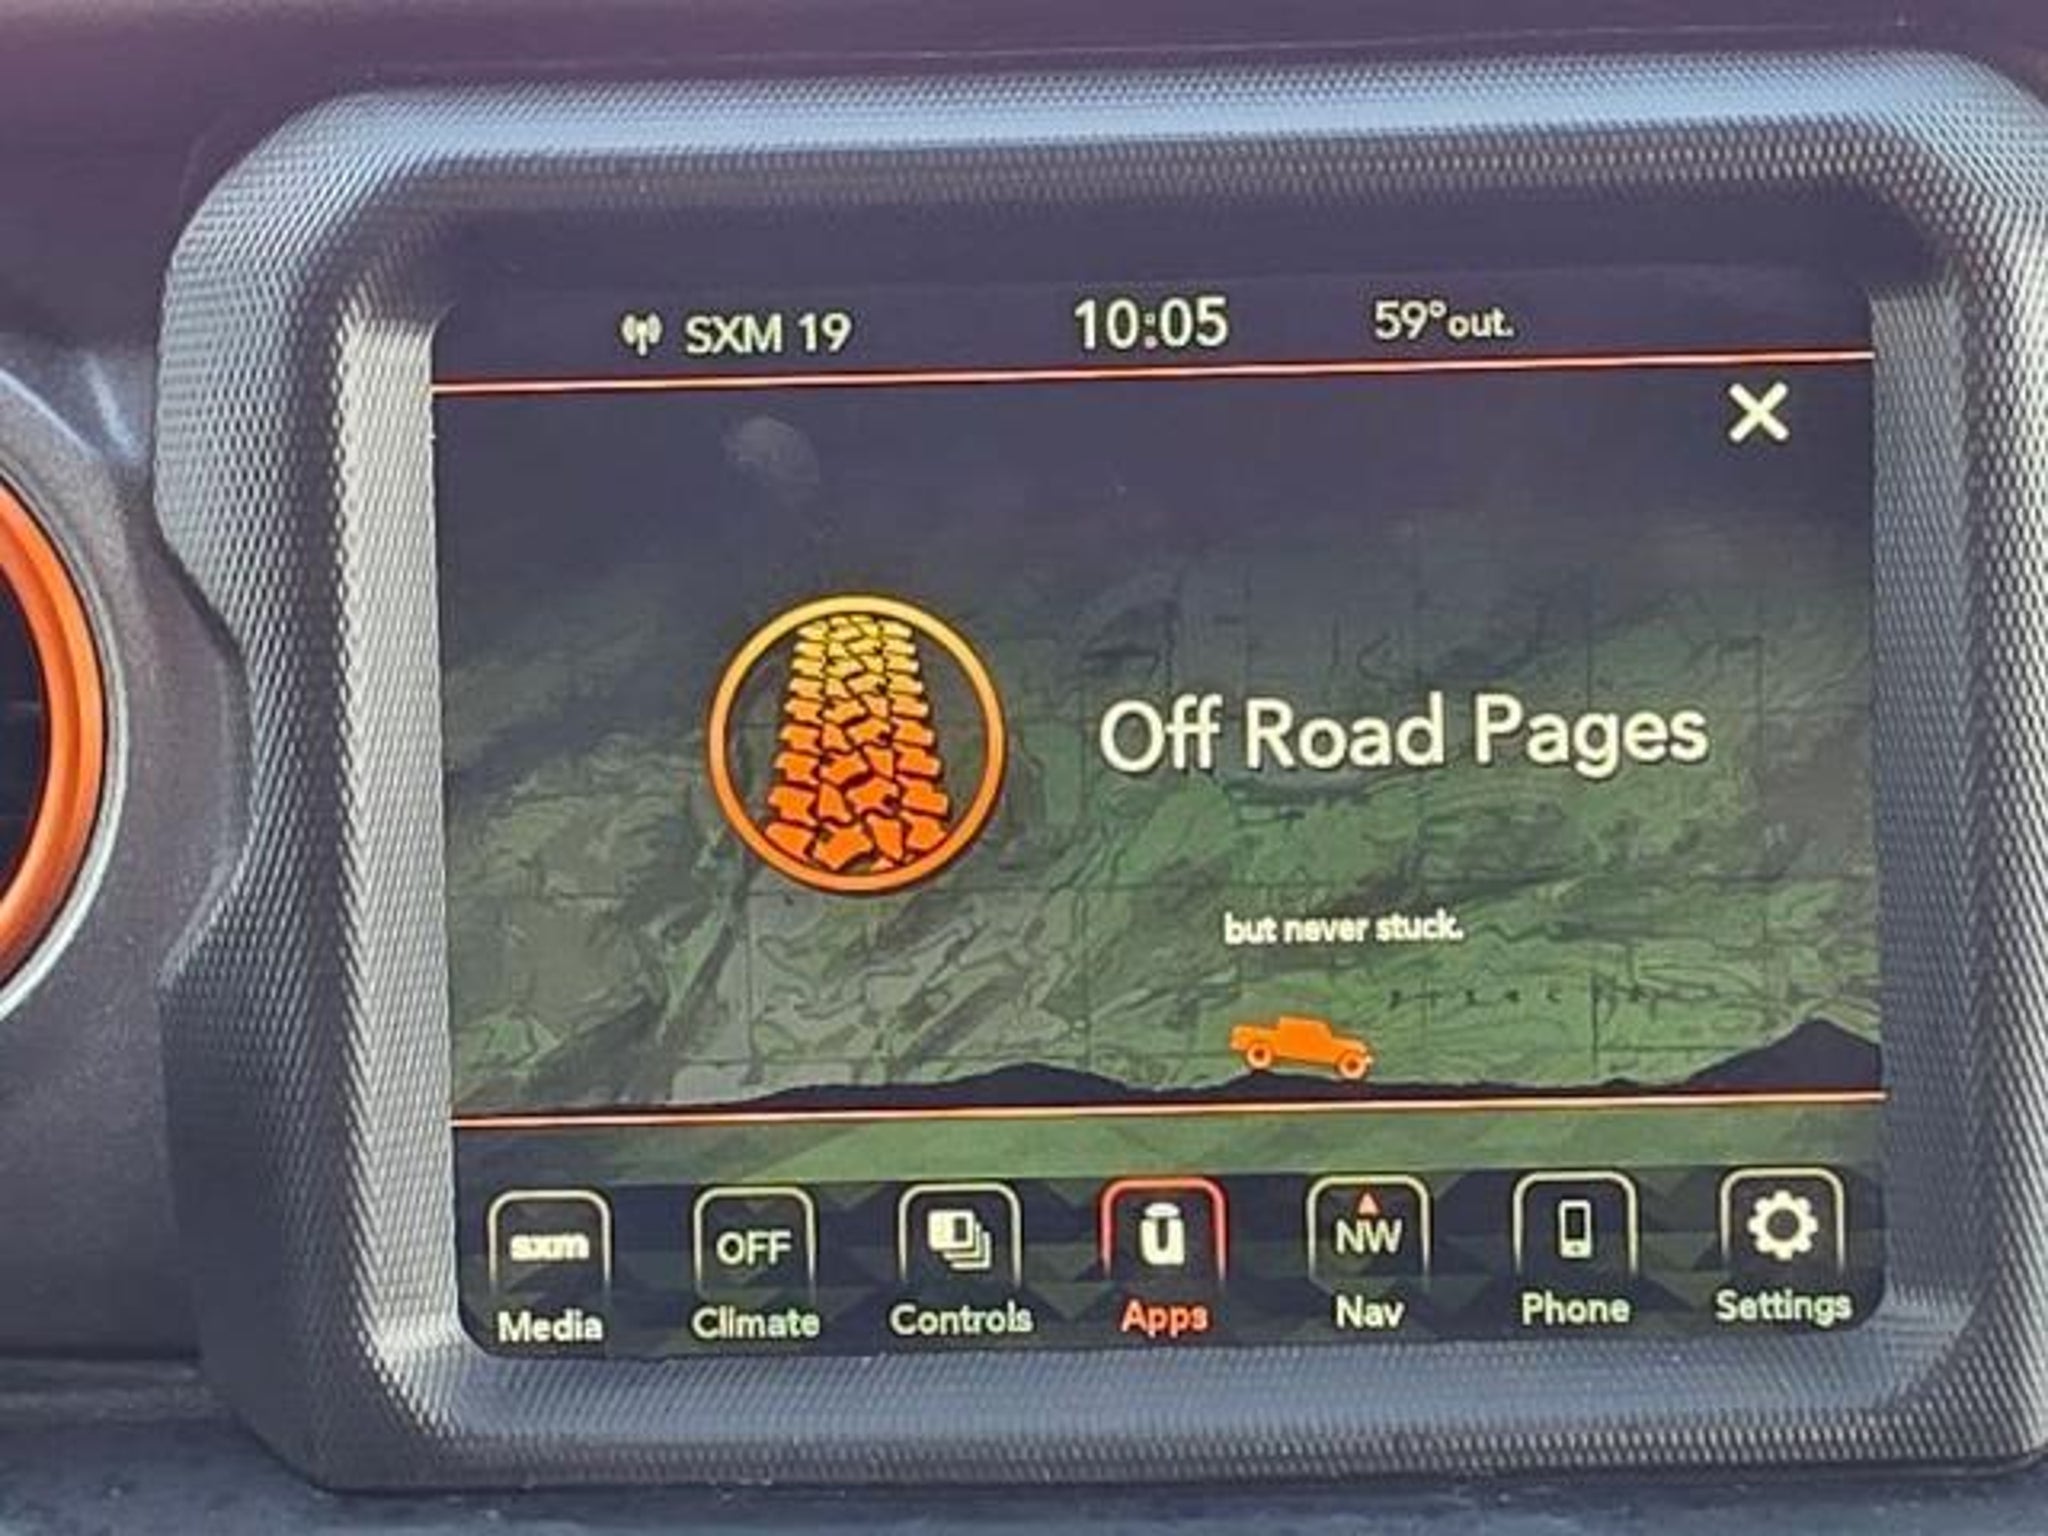 SXM 19 10:05 59° out.
Off Road Pages
but never stuck.
sxm OFF NW
Media Climate Controls Apps Nav Phone Settings